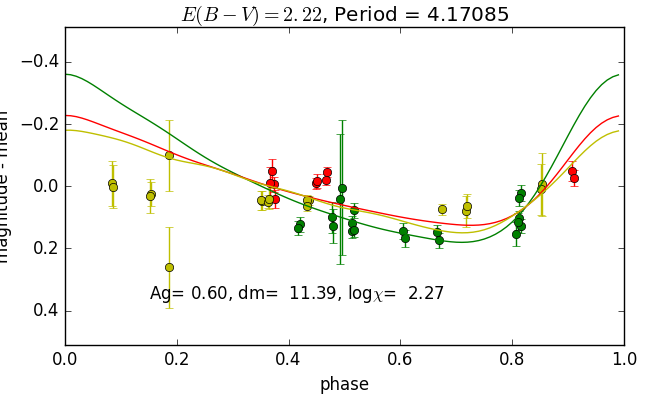 E(B − V) = 2.22, Period = 4.17085
magnitude - mean
−0.4
−0.2
0.0
0.2
0.4
Ag= 0.60, dm=  11.39, logχ=  2.27
0.0 0.2 0.4 0.6 0.8 1.0
phase